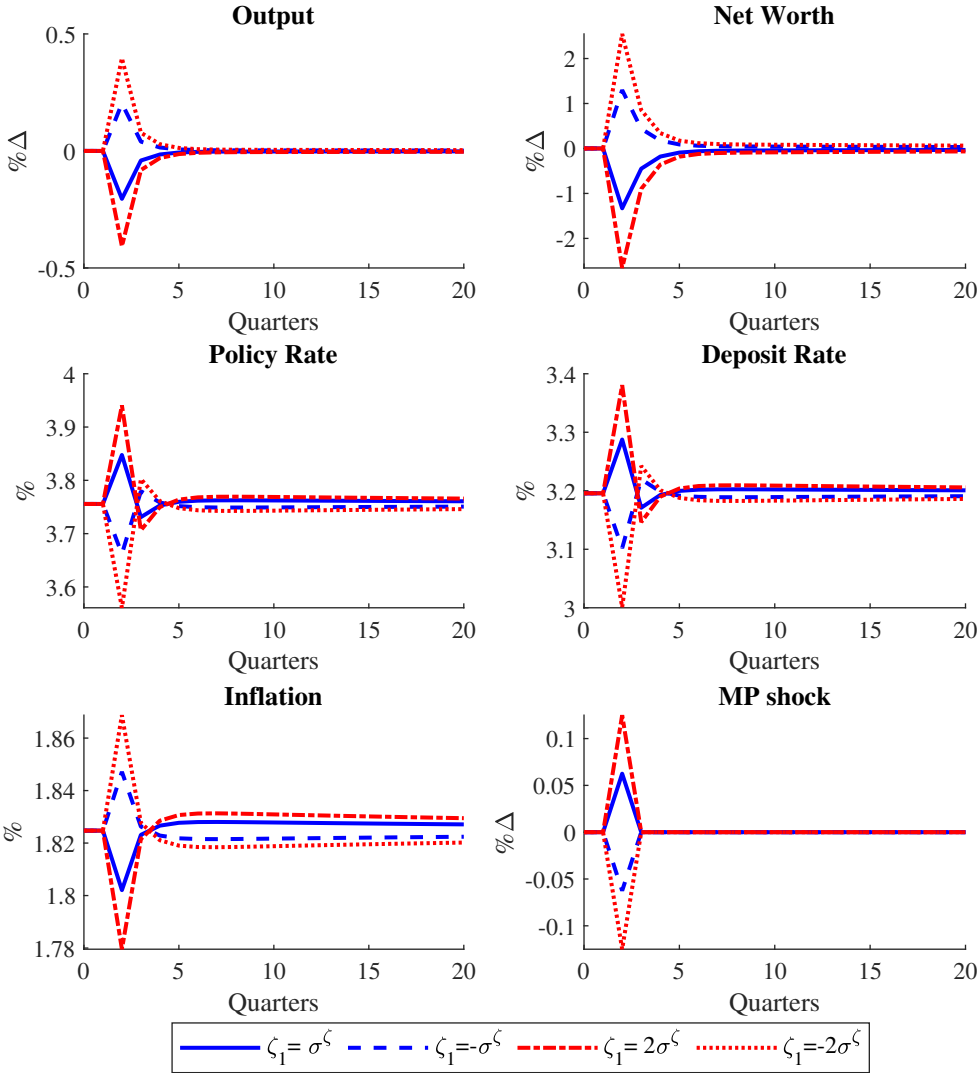 Output
0.5
0
-0.5
%Δ
0 5 10 15 20
Quarters
Net Worth
2
1
0
-1
-2
0 5 10 15 20
Quarters
Policy Rate
4
3.9
3.8
3.7
3.6
%
0 5 10 15 20
Quarters
Deposit Rate
3.4
3.3
3.2
3.1
3
%
0 5 10 15 20
Quarters
Inflation
1.86
1.84
1.82
1.8
1.78
%
0 5 10 15 20
Quarters
MP shock
0.1
0.05
0
-0.05
-0.1
%Δ
0 5 10 15 20
Quarters
ζ₁= σ^ζ ζ₁=-σ^ζ ζ₁= 2σ^ζ ζ₁=-2σ^ζ